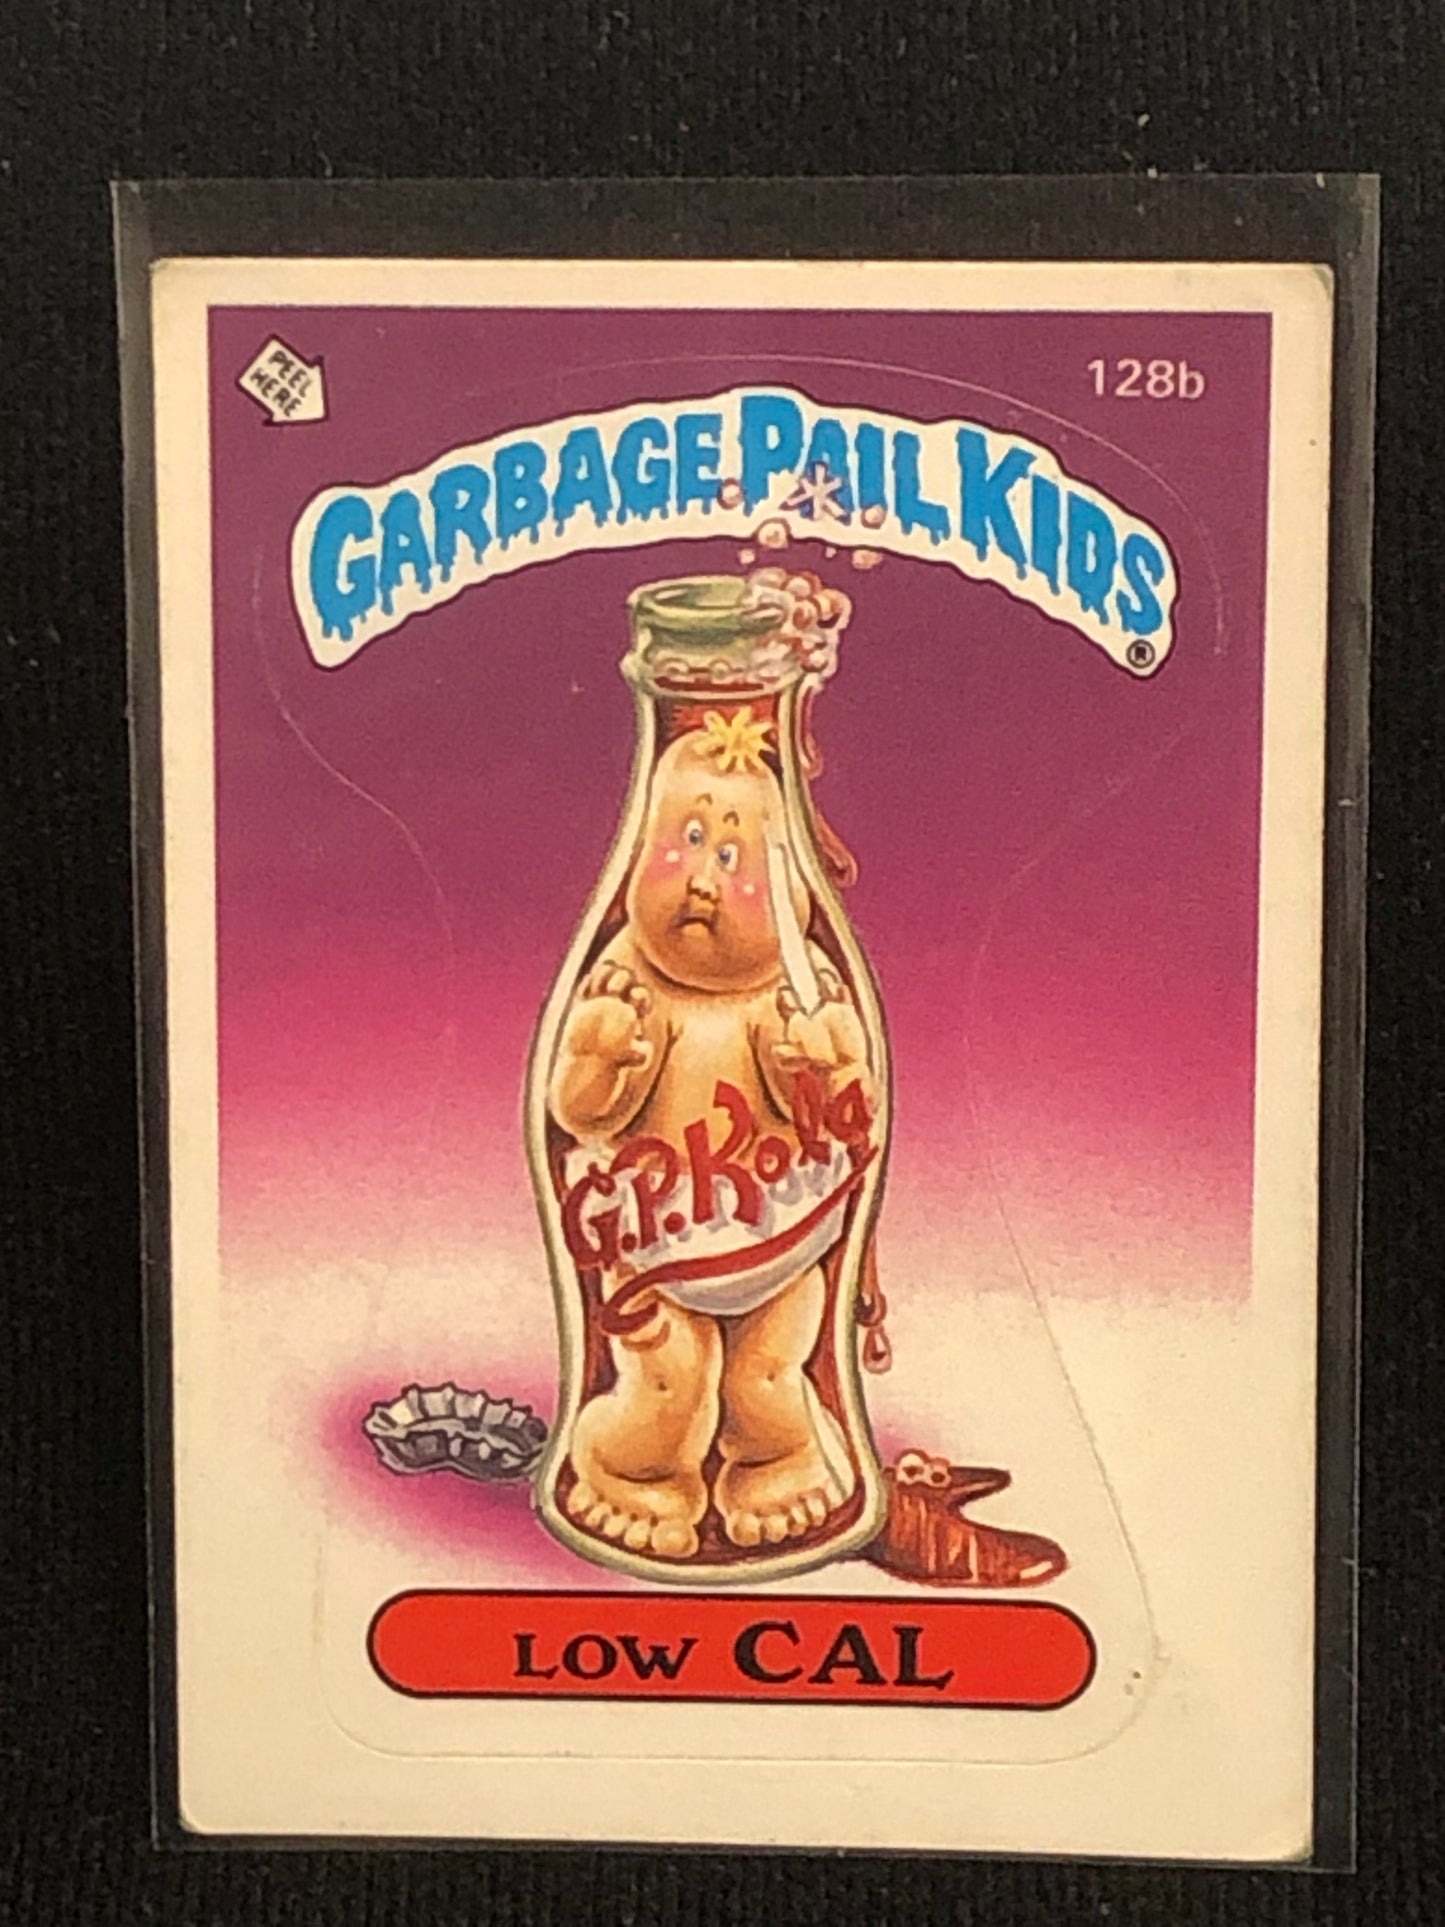 PEEL
HERE
128b
GARBAGE PAIL KIDS
®
G.P. Kola
LOW CAL